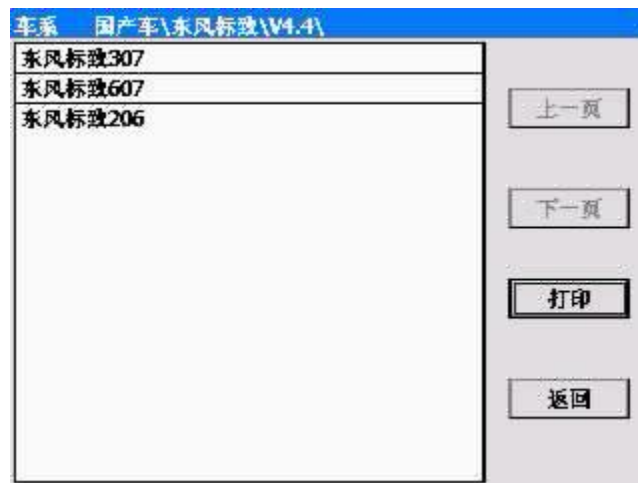 车系 国产车\东风标致\V4.4\
东风标致307
东风标致607
东风标致206
上一页
下一页
打印
返回